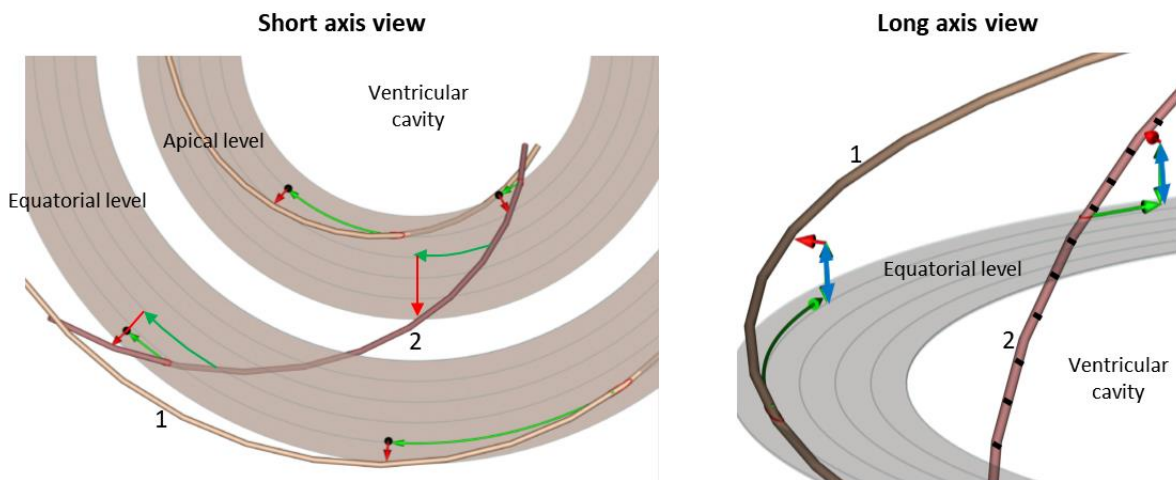 Short axis view
Long axis view
Ventricular
cavity
Apical level
Equatorial level
1
2
1
Equatorial level
2
Ventricular
cavity